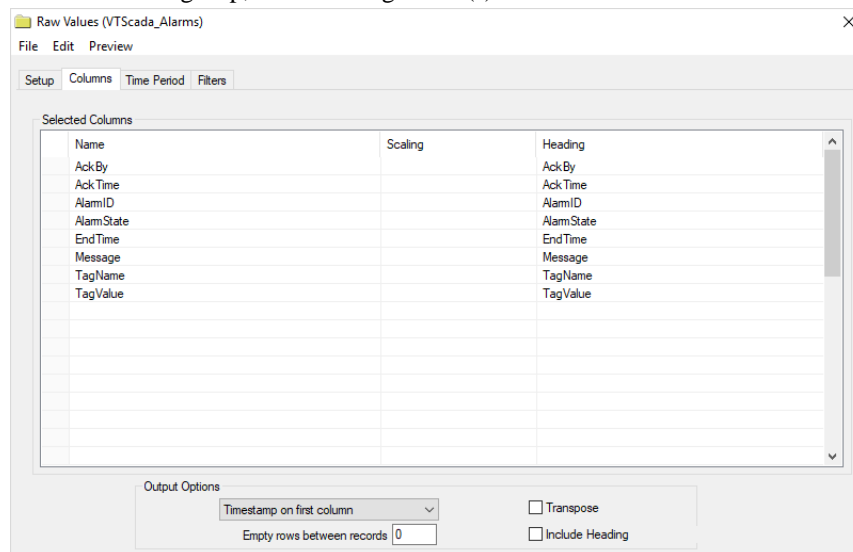 Raw Values (VTScada_Alarms)
File Edit Preview
Setup Columns Time Period Filters
Selected Columns
Name Scaling Heading
AckBy AckBy
AckTime AckTime
AlarmID AlarmID
AlarmState AlarmState
EndTime EndTime
Message Message
TagName TagName
TagValue TagValue
Output Options
Timestamp on first column Transpose
Empty rows between records 0 Include Heading